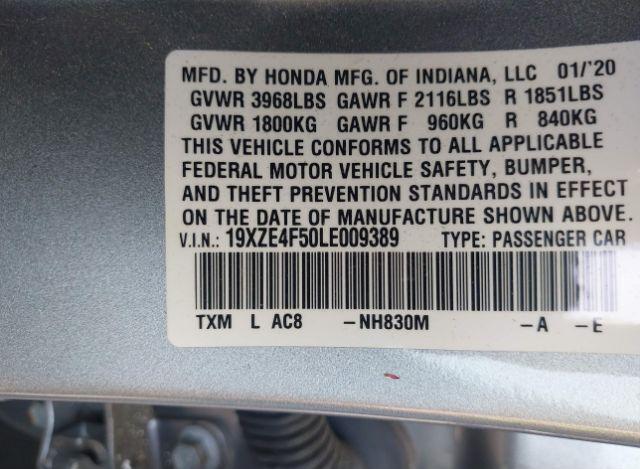 MFD. BY HONDA MFG. OF INDIANA, LLC 01/'20
GVWR 3968LBS GAWR F 2116LBS R 1851LBS
GVWR 1800KG GAWR F 960KG R 840KG
THIS VEHICLE CONFORMS TO ALL APPLICABLE
FEDERAL MOTOR VEHICLE SAFETY, BUMPER,
AND THEFT PREVENTION STANDARDS IN EFFECT
ON THE DATE OF MANUFACTURE SHOWN ABOVE.
V.I.N.: 19XZE4F50LE009389 TYPE: PASSENGER CAR
TXM L AC8 -NH830M -A -E